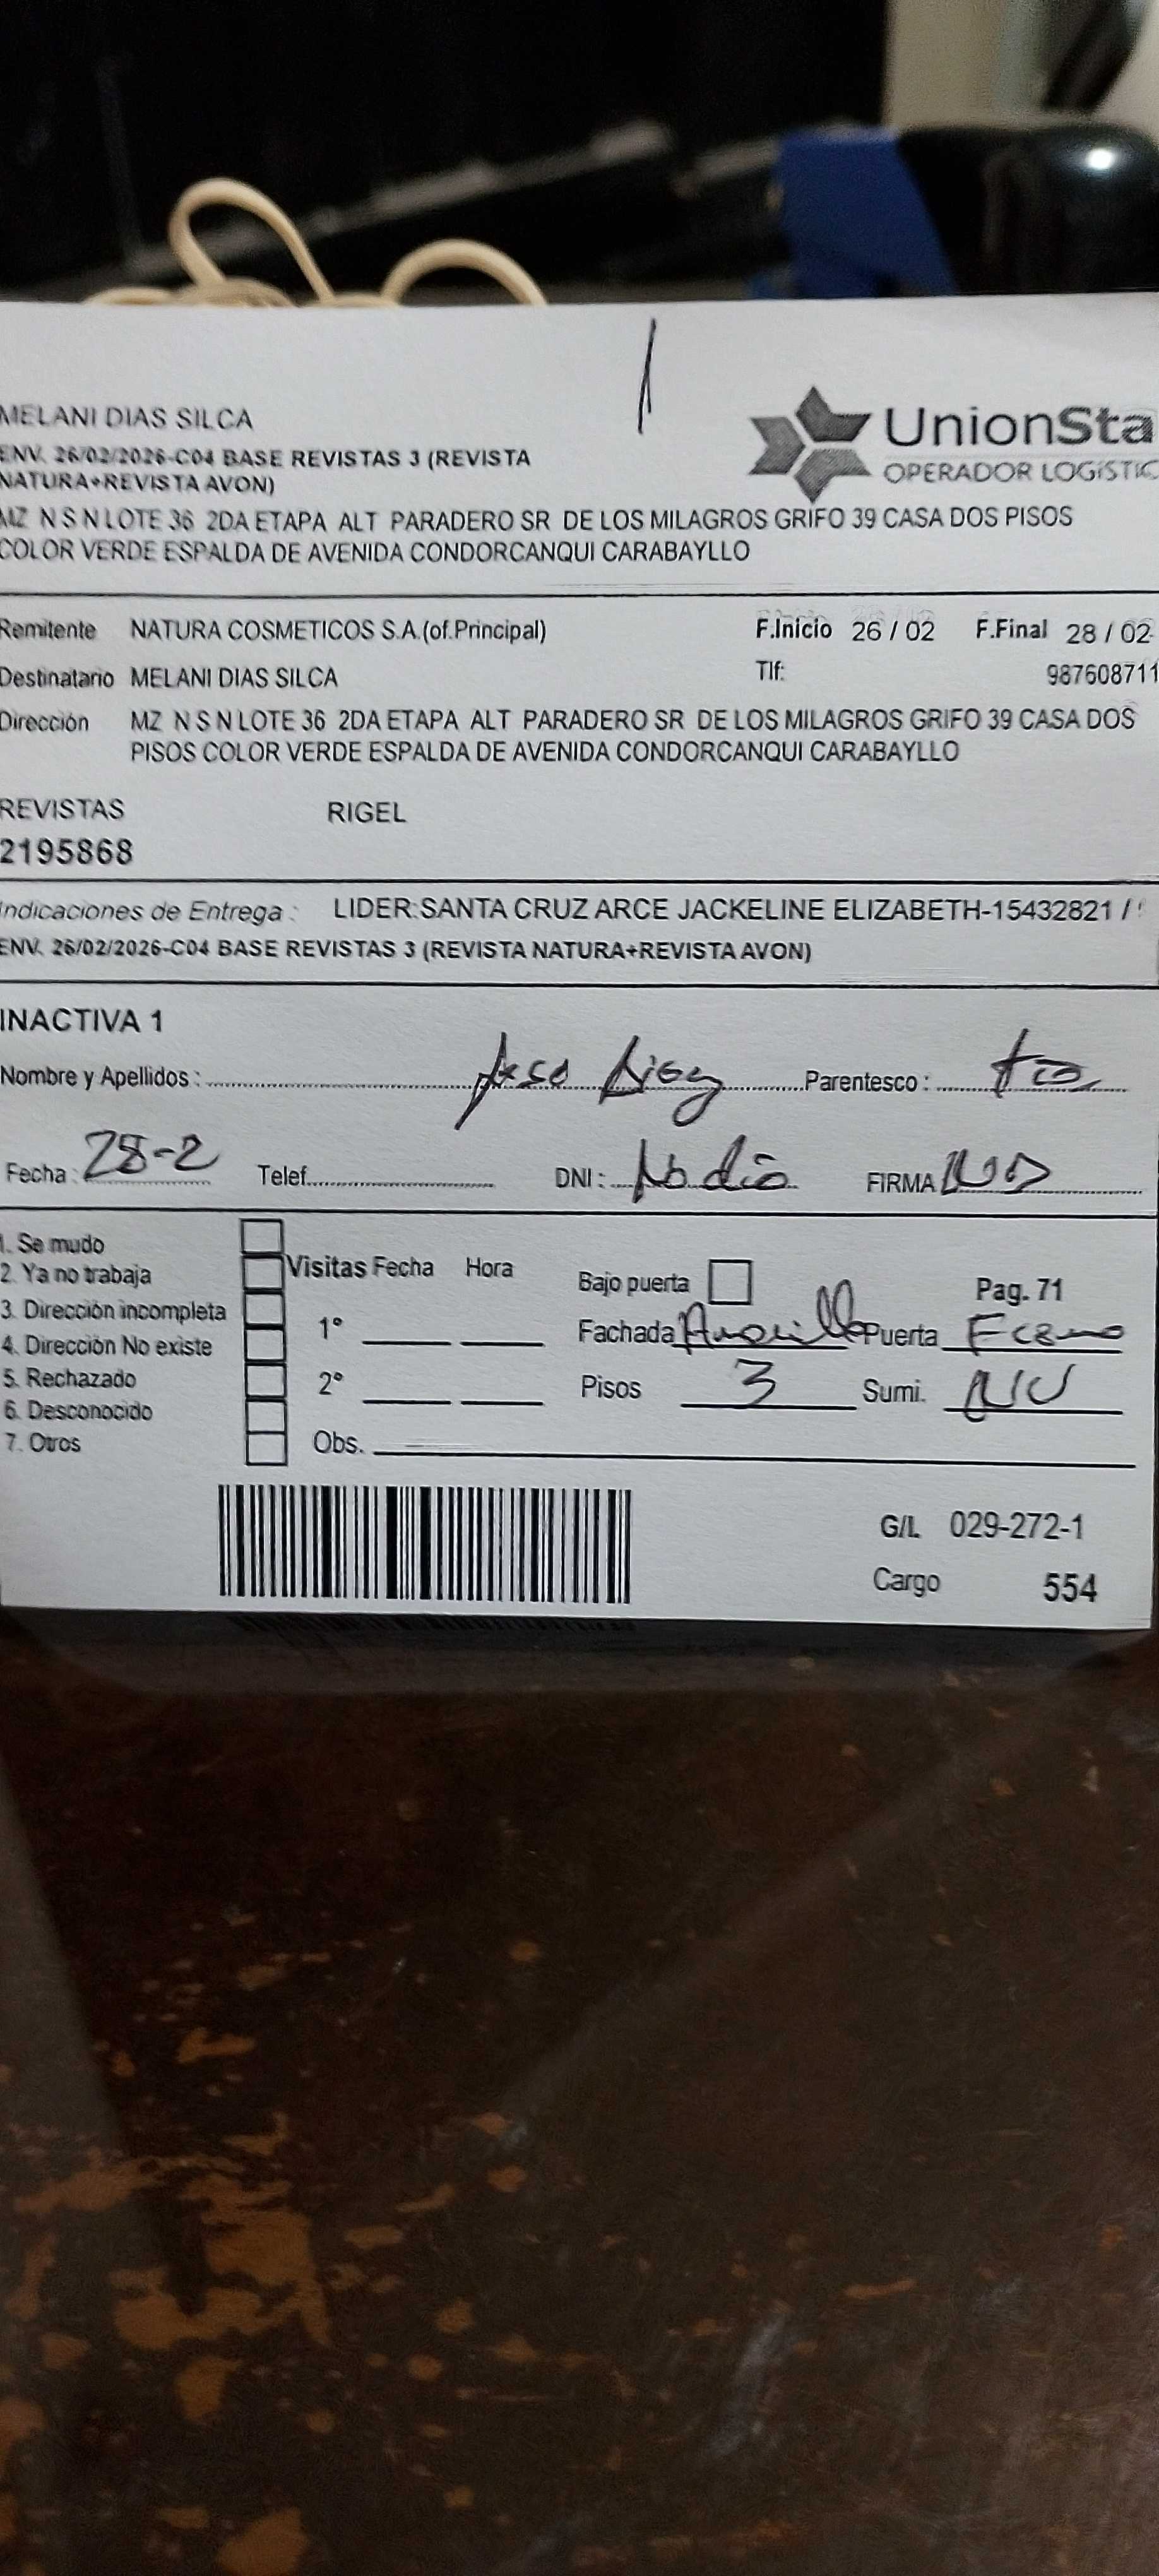 MELANI DIAS SILCA
ENV. 26/02/2026-C04 BASE REVISTAS 3 (REVISTA
NATURA+REVISTA AVON)
UnionSta
OPERADOR LOGÍSTIC
MZ N S N LOTE 36 2DA ETAPA ALT PARADERO SR DE LOS MILAGROS GRIFO 39 CASA DOS PISOS
COLOR VERDE ESPALDA DE AVENIDA CONDORCANQUI CARABAYLLO
Remitente NATURA COSMETICOS S.A.(of.Principal) F.Inicio 26 / 02 F.Final 28 / 02
Destinatario MELANI DIAS SILCA Tlf: 987608711
Dirección MZ N S N LOTE 36 2DA ETAPA ALT PARADERO SR DE LOS MILAGROS GRIFO 39 CASA DOS
PISOS COLOR VERDE ESPALDA DE AVENIDA CONDORCANQUI CARABAYLLO
REVISTAS RIGEL
2195868
Indicaciones de Entrega : LIDER:SANTA CRUZ ARCE JACKELINE ELIZABETH-15432821 /
ENV. 26/02/2026-C04 BASE REVISTAS 3 (REVISTA NATURA+REVISTA AVON)
INACTIVA 1
Nombre y Apellidos : Parentesco :
Fecha : 28-2 Telef. DNI : No dio FIRMA
1. Se mudo
2. Ya no trabaja
3. Dirección incompleta
4. Dirección No existe
5. Rechazado
6. Desconocido
7. Otros
Visitas Fecha Hora
1°
2°
Obs.
Bajo puerta Pag. 71
Fachada Amarillo Puerta
Pisos 3 Sumi.
G/I. 029-272-1
Cargo 554